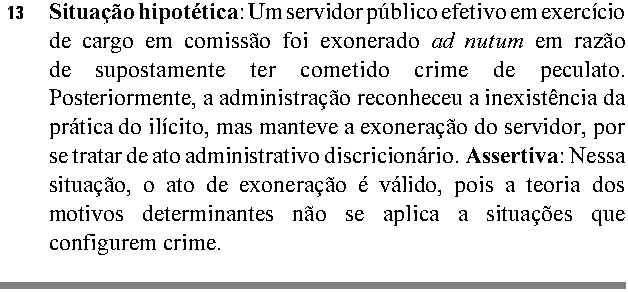 13 Situação hipotética: Um servidor público efetivo em exercício
de cargo em comissão foi exonerado ad nutum em razão
de supostamente ter cometido crime de peculato.
Posteriormente, a administração reconheceu a inexistência da
prática do ilícito, mas manteve a exoneração do servidor, por
se tratar de ato administrativo discricionário. Assertiva: Nessa
situação, o ato de exoneração é válido, pois a teoria dos
motivos determinantes não se aplica a situações que
configurem crime.